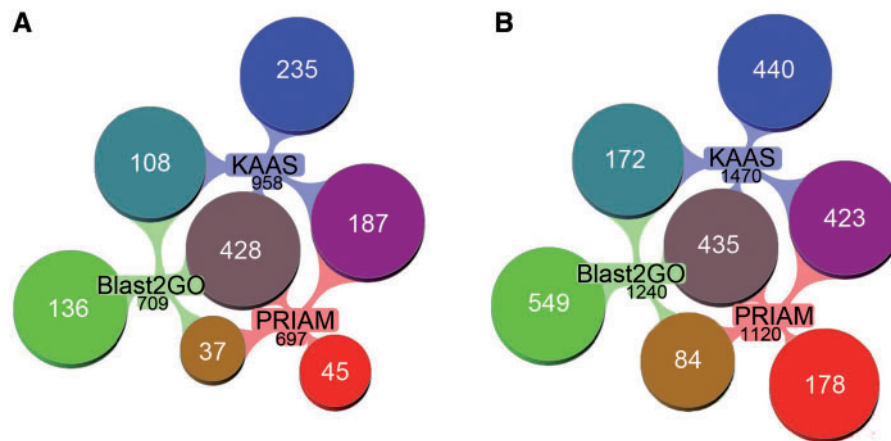 A
235
108
KAAS
958
187
428
Blast2GO
709
136
PRIAM
697
37
45
B
440
172
KAAS
1470
423
435
Blast2GO
1240
549
PRIAM
1120
84
178